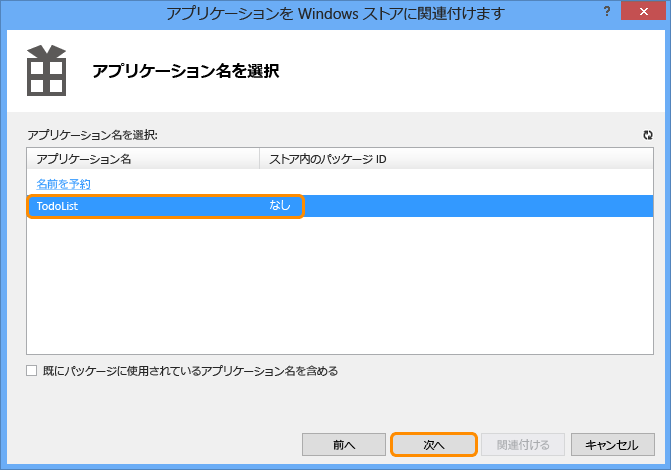 アプリケーションを Windows ストアに関連付けます
?
アプリケーション名を選択
アプリケーション名を選択:
アプリケーション名 ストア内のパッケージ ID
名前を予約
TodoList なし
既にパッケージに使用されているアプリケーション名を含める
前へ 次へ 関連付ける キャンセル